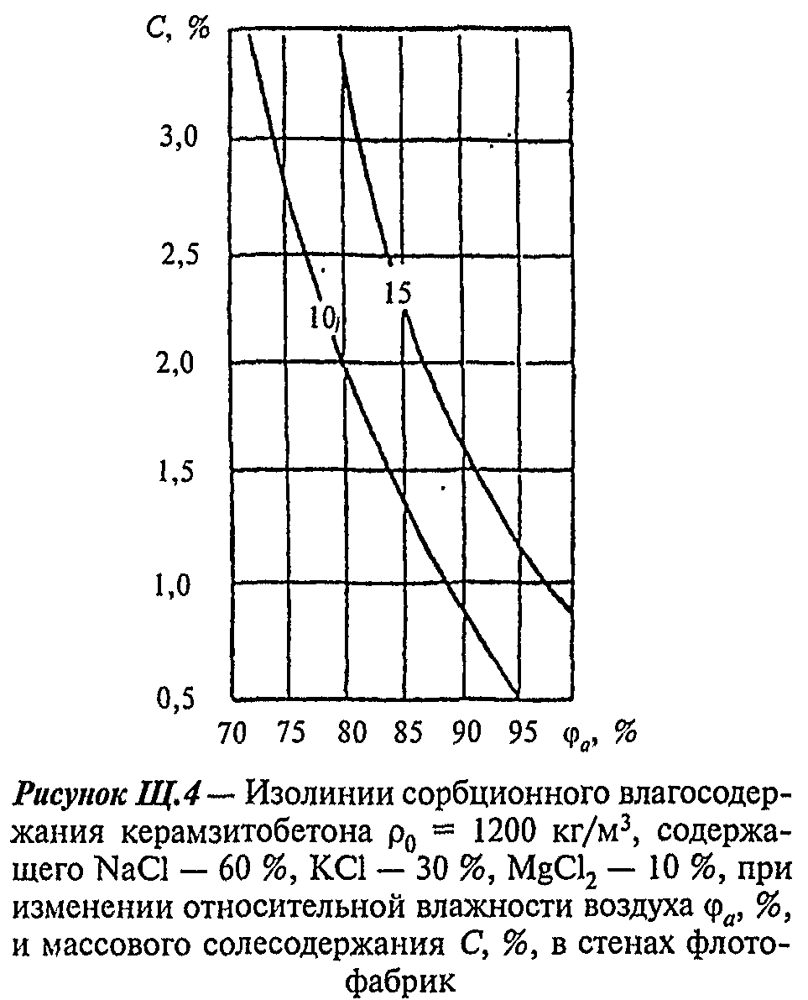 C, %
3,0
2,5
15
10
2,0
1,5
1,0
0,5
70 75 80 85 90 95 φa, %
Рисунок Щ.4 — Изолинии сорбционного влагосодер-
жания керамзитобетона ρ0 = 1200 кг/м³, содержа-
щего NaCl — 60 %, KCl — 30 %, MgCl2 — 10 %, при
изменении относительной влажности воздуха φa, %,
и массового солесодержания C, %, в стенах флото-
фабрик